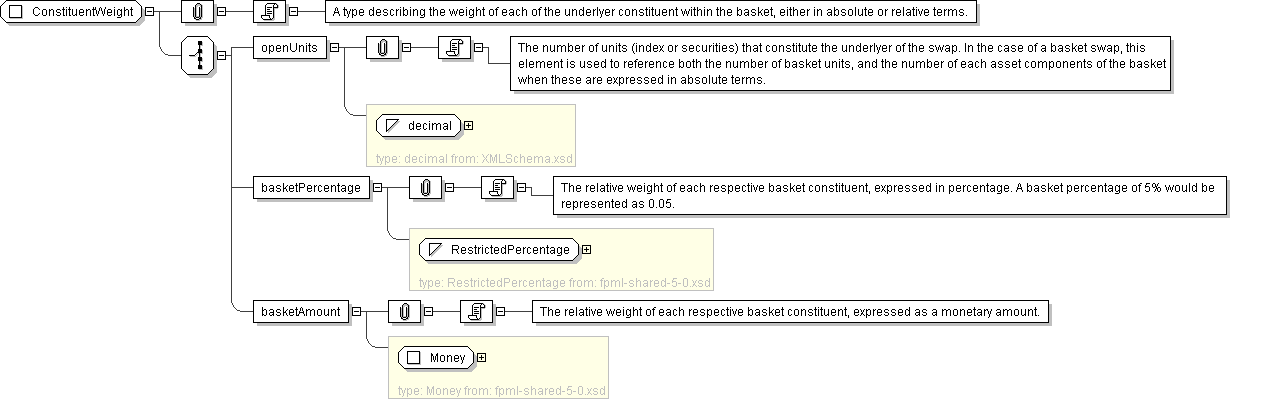 ConstituentWeight
A type describing the weight of each of the underlyer constituent within the basket, either in absolute or relative terms.
openUnits
The number of units (index or securities) that constitute the underlyer of the swap. In the case of a basket swap, this
element is used to reference both the number of basket units, and the number of each asset components of the basket
when these are expressed in absolute terms.
decimal
type: decimal from: XMLSchema.xsd
basketPercentage
The relative weight of each respective basket constituent, expressed in percentage. A basket percentage of 5% would be
represented as 0.05.
RestrictedPercentage
type: RestrictedPercentage from: fpml-shared-5-0.xsd
basketAmount
The relative weight of each respective basket constituent, expressed as a monetary amount.
Money
type: Money from: fpml-shared-5-0.xsd